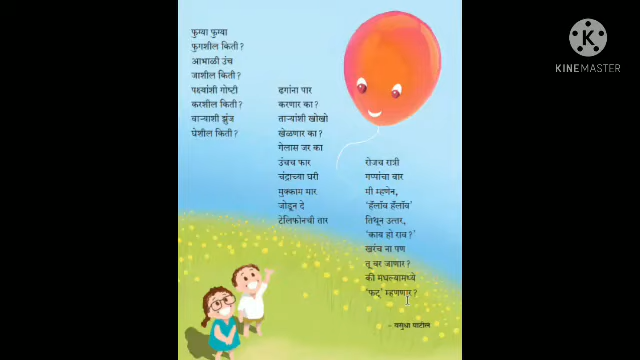 फुग्या फुग्या
फुगशील किती?
आभाळी उंच
जाशील किती?
पक्ष्यांशी गोष्टी
करशील किती?
वाऱ्याशी झुंज
घेशील किती?
ढगांना पार
करणार का?
ताऱ्यांशी खोखो
खेळणार का?
गेलास जर का
उंचच फार
चंद्राच्या घरी
मुक्काम मार
जोडून दे
टेलिफोनची तार
रोजच रात्री
गप्पांचा बार
मी म्हणेन,
'हॅलॉव हॅलॉव'
तिथून उत्तर,
'काय हो राव?'
खरंच ना पण
तू वर जाणार?
की मधल्यामध्ये
'फट्' म्हणणार?
- यशुधा पाटील
KINEMASTER